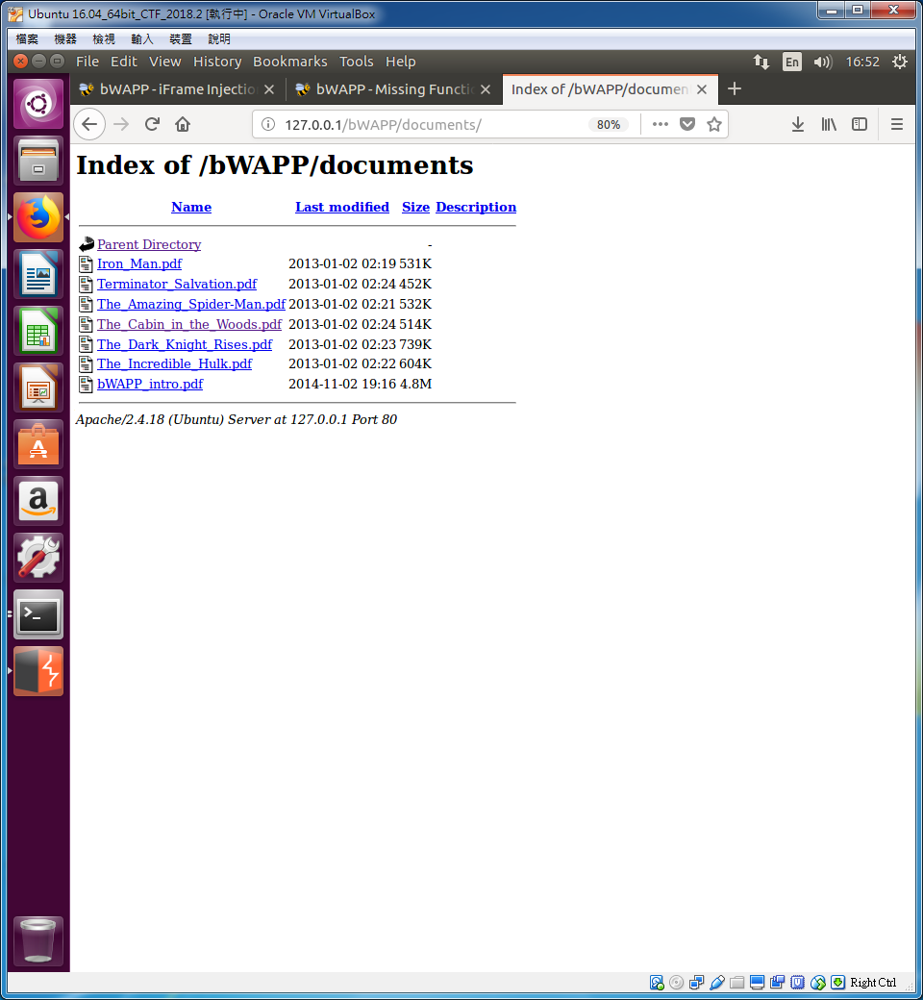 Ubuntu 16.04_64bit_CTF_2018.2 [執行中] - Oracle VM VirtualBox
檔案 機器 檢視 輸入 裝置 說明
File Edit View History Bookmarks Tools Help En 16:52
bWAPP - iFrame Injectio bWAPP - Missing Functi Index of /bWAPP/documen
127.0.0.1/bWAPP/documents/ 80%
Index of /bWAPP/documents
Name Last modified Size Description
Parent Directory -
Iron_Man.pdf 2013-01-02 02:19 531K
Terminator_Salvation.pdf 2013-01-02 02:24 452K
The_Amazing_Spider-Man.pdf 2013-01-02 02:21 532K
The_Cabin_in_the_Woods.pdf 2013-01-02 02:24 514K
The_Dark_Knight_Rises.pdf 2013-01-02 02:23 739K
The_Incredible_Hulk.pdf 2013-01-02 02:22 604K
bWAPP_intro.pdf 2014-11-02 19:16 4.8M
Apache/2.4.18 (Ubuntu) Server at 127.0.0.1 Port 80
Right Ctrl